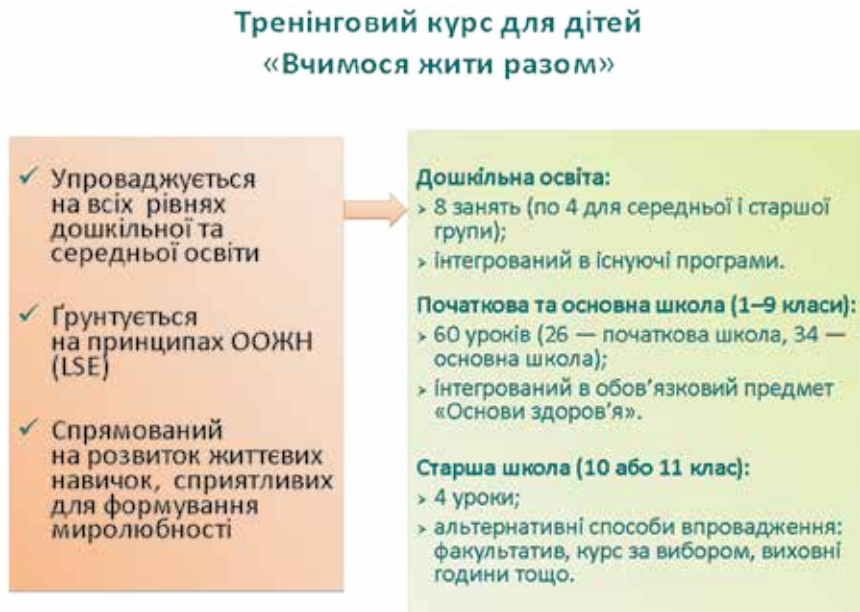 Тренінговий курс для дітей
«Вчимося жити разом»
✓ Упроваджується
на всіх рівнях
дошкільної та
середньої освіти
✓ Ґрунтується
на принципах ООЖН
(LSE)
✓ Спрямований
на розвиток життєвих
навичок, сприятливих
для формування
миролюбності
Дошкільна освіта:
> 8 занять (по 4 для середньої і старшої
групи);
> інтегрований в існуючі програми.
Початкова та основна школа (1–9 класи):
> 60 уроків (26 — початкова школа, 34 —
основна школа);
> інтегрований в обов’язковий предмет
«Основи здоров’я».
Старша школа (10 або 11 клас):
> 4 уроки;
> альтернативні способи впровадження:
факультатив, курс за вибором, виховні
години тощо.